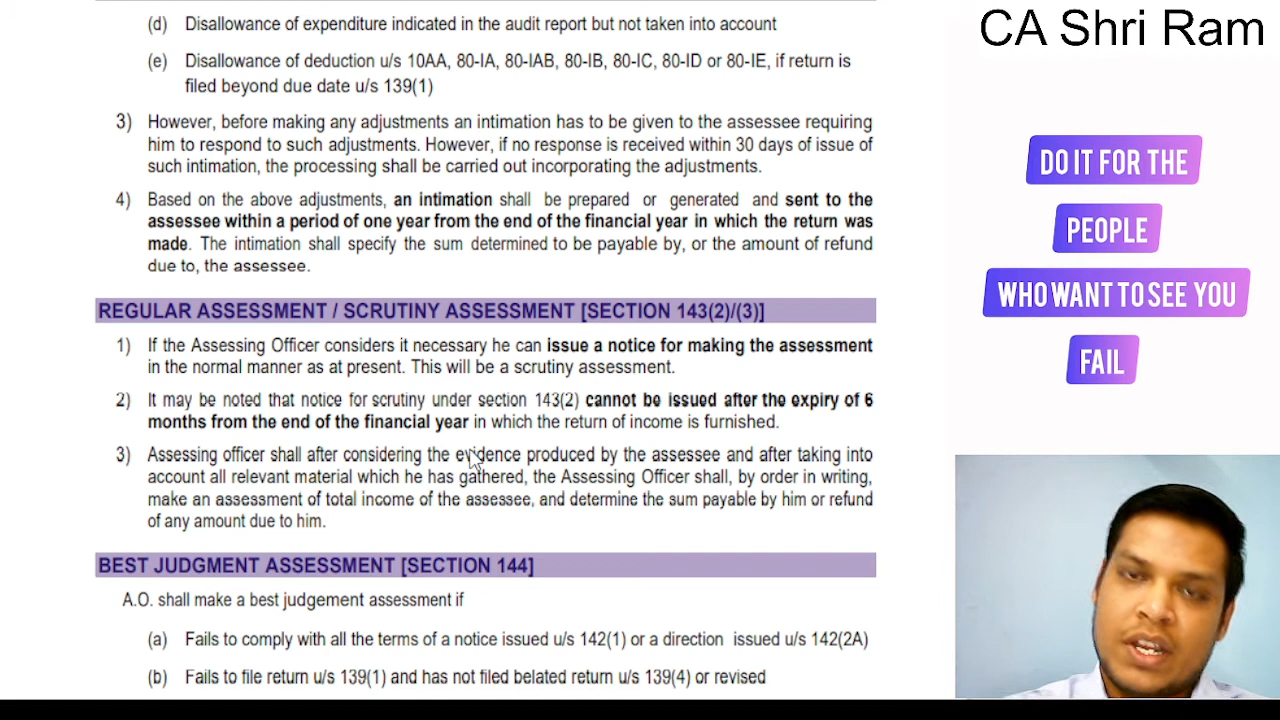 (d) Disallowance of expenditure indicated in the audit report but not taken into account
(e) Disallowance of deduction u/s 10AA, 80-IA, 80-IAB, 80-IB, 80-IC, 80-ID or 80-IE, if return is
filed beyond due date u/s 139(1)
3) However, before making any adjustments an intimation has to be given to the assessee requiring
him to respond to such adjustments. However, if no response is received within 30 days of issue of
such intimation, the processing shall be carried out incorporating the adjustments.
4) Based on the above adjustments, an intimation shall be prepared or generated and sent to the
assessee within a period of one year from the end of the financial year in which the return was
made. The intimation shall specify the sum determined to be payable by, or the amount of refund
due to, the assessee.
REGULAR ASSESSMENT / SCRUTINY ASSESSMENT [SECTION 143(2)/(3)]
1) If the Assessing Officer considers it necessary he can issue a notice for making the assessment
in the normal manner as at present. This will be a scrutiny assessment.
2) It may be noted that notice for scrutiny under section 143(2) cannot be issued after the expiry of 6
months from the end of the financial year in which the return of income is furnished.
3) Assessing officer shall after considering the evidence produced by the assessee and after taking into
account all relevant material which he has gathered, the Assessing Officer shall, by order in writing,
make an assessment of total income of the assessee, and determine the sum payable by him or refund
of any amount due to him.
BEST JUDGMENT ASSESSMENT [SECTION 144]
A.O. shall make a best judgement assessment if
(a) Fails to comply with all the terms of a notice issued u/s 142(1) or a direction issued u/s 142(2A)
(b) Fails to file return u/s 139(1) and has not filed belated return u/s 139(4) or revised
CA Shri Ram
DO IT FOR THE
PEOPLE
WHO WANT TO SEE YOU
FAIL